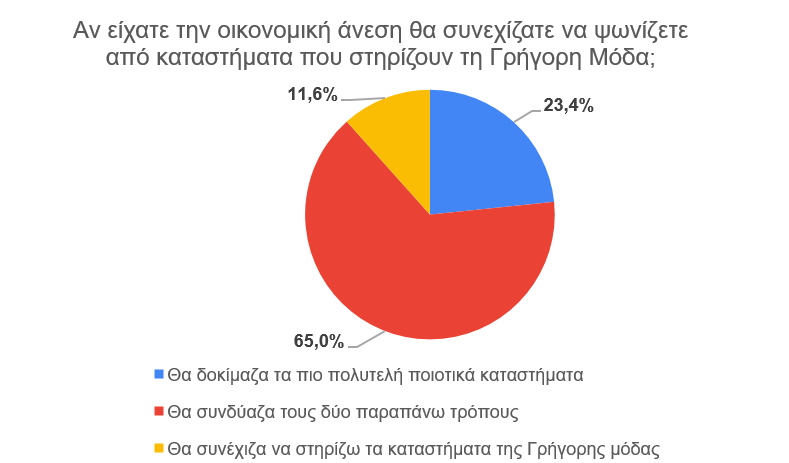 Αν είχατε την οικονομική άνεση θα συνεχίζατε να ψωνίζετε
από καταστήματα που στηρίζουν τη Γρήγορη Μόδα;
11,6%
23,4%
65,0%
Θα δοκίμαζα τα πιο πολυτελή ποιοτικά καταστήματα
Θα συνδύαζα τους δύο παραπάνω τρόπους
Θα συνέχιζα να στηρίζω τα καταστήματα της Γρήγορης μόδας